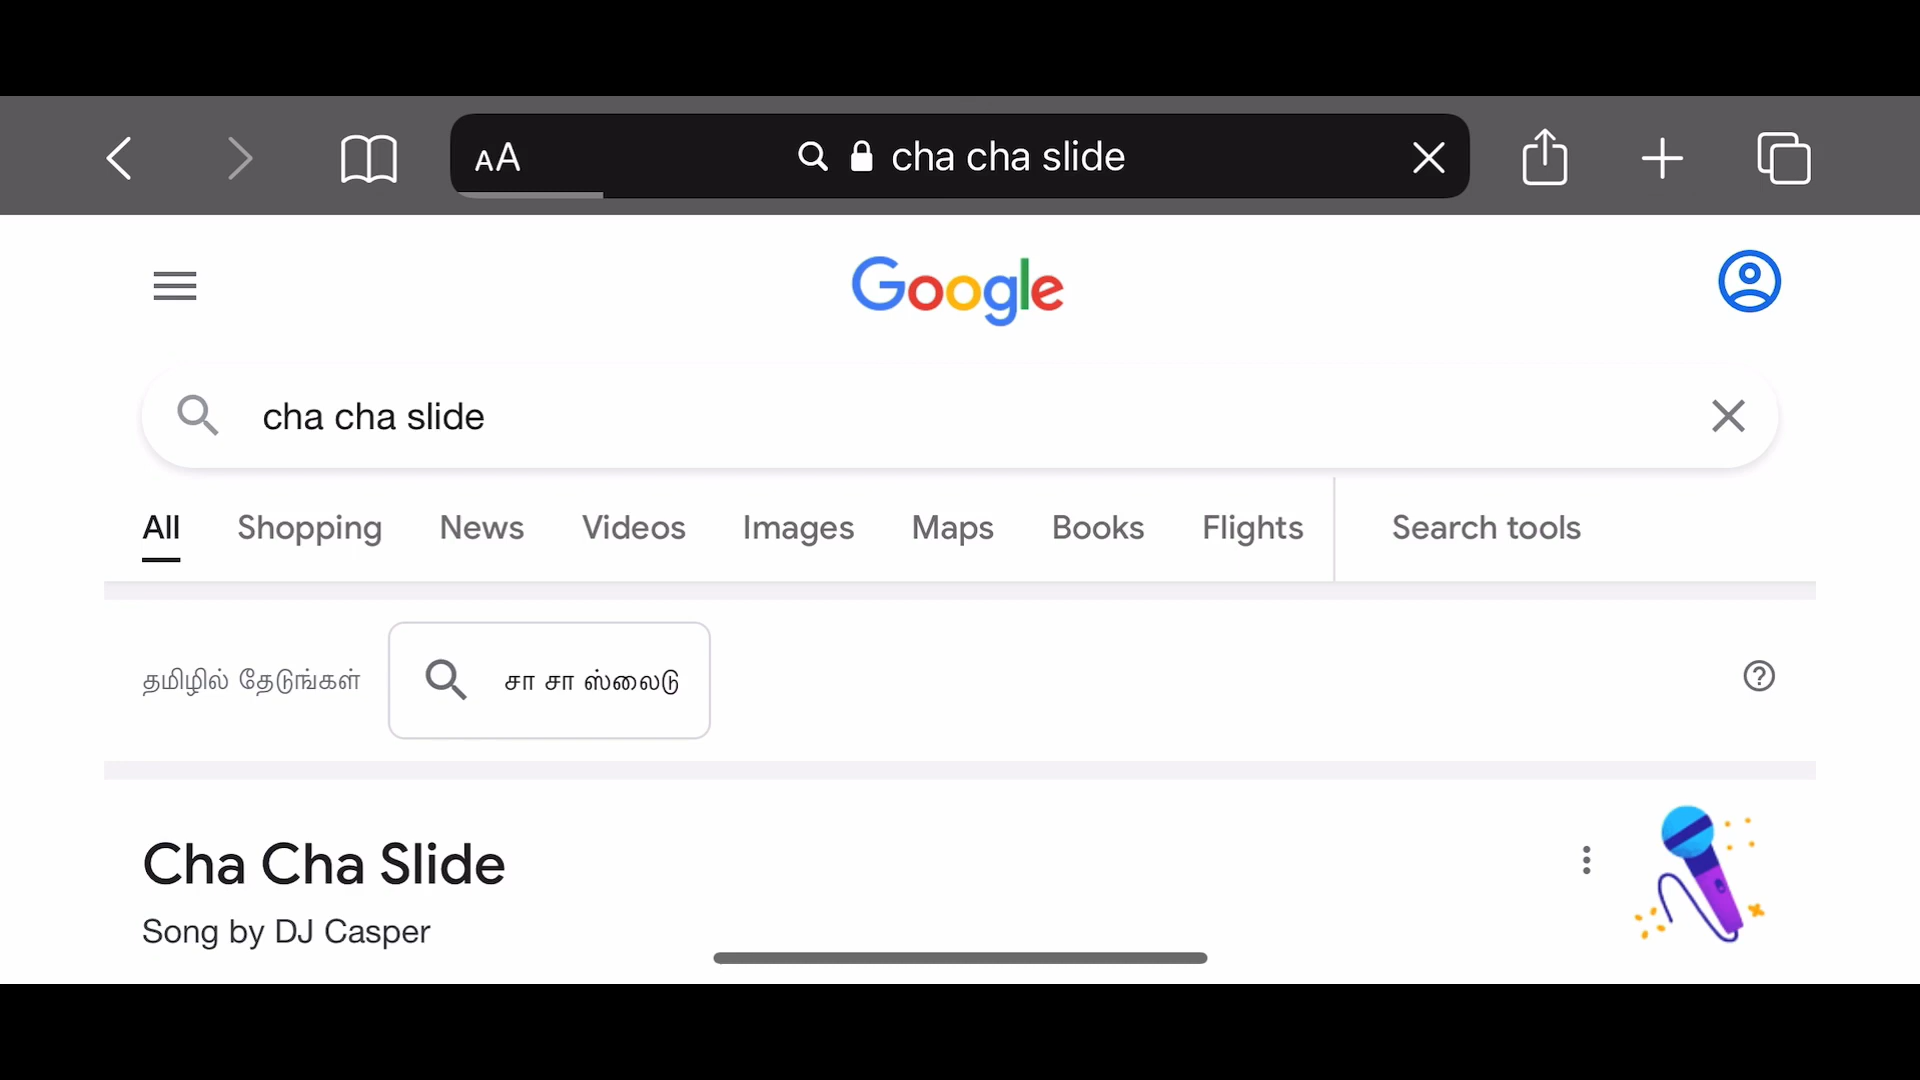 AA cha cha slide
Google
cha cha slide
All Shopping News Videos Images Maps Books Flights Search tools
தமிழில் தேடுங்கள் சா சா ஸ்லைடு
Cha Cha Slide
Song by DJ Casper